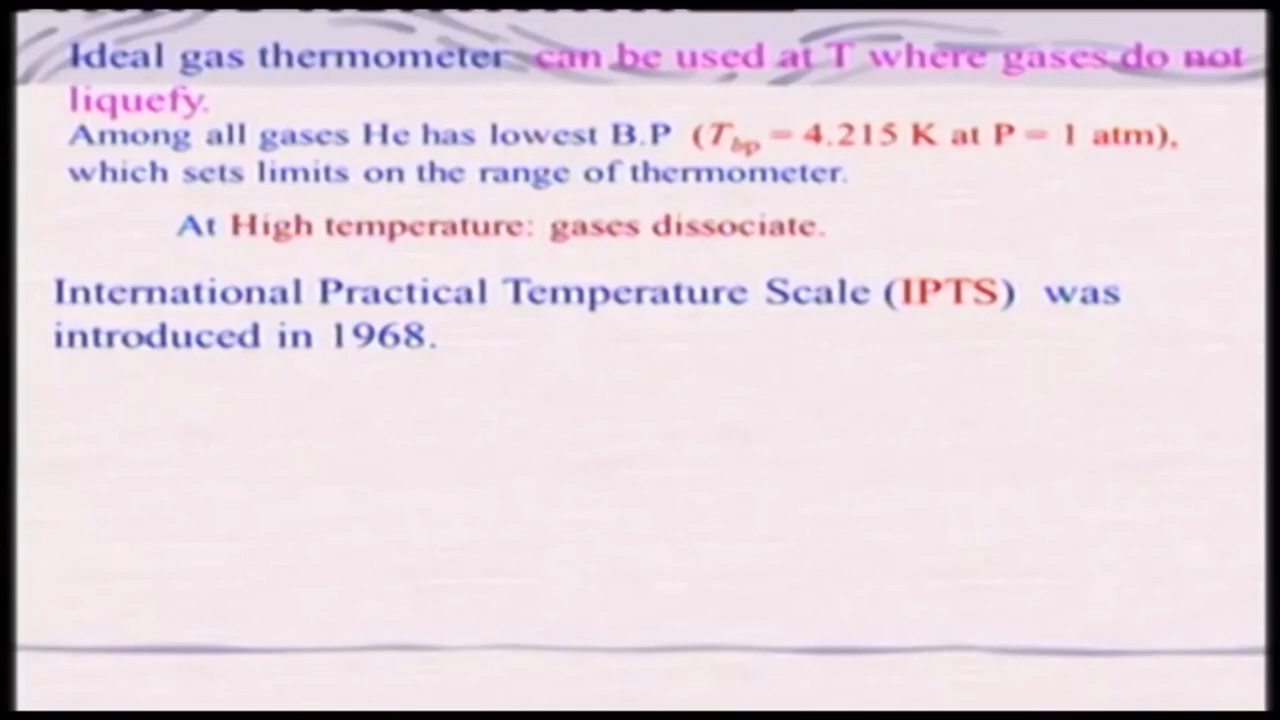 Ideal gas thermometer can be used at T where gases do not
liquefy.
Among all gases He has lowest B.P (T_bp = 4.215 K at P = 1 atm),
which sets limits on the range of thermometer.
At High temperature: gases dissociate.
International Practical Temperature Scale (IPTS) was
introduced in 1968.